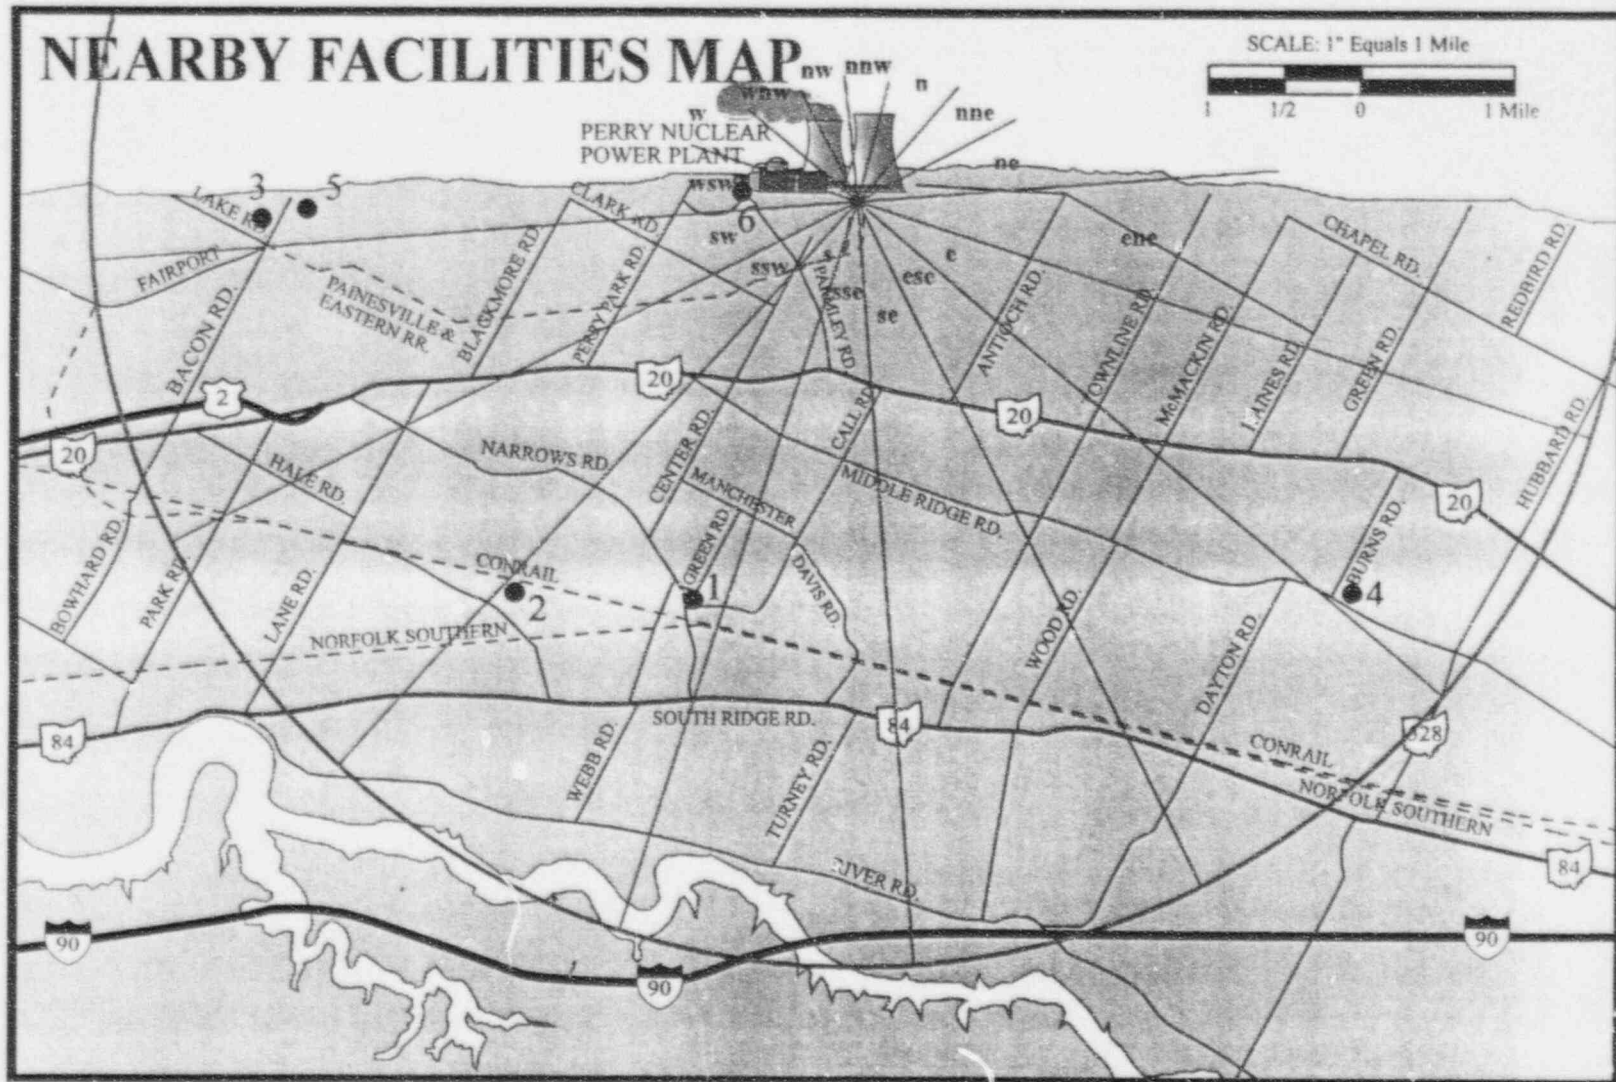 NEARBY FACILITIES MAP
SCALE: 1" Equals 1 Mile
1 1/2 0 1 Mile
nw nnw n
wnw
w nne
PERRY NUCLEAR
POWER PLANT
ne
wsw
3 5
6
LAKE
CLARK RD.
CHAPEL RD.
REDBIRD RD.
sw
ssw s e ene
ese
sse
se
FAIRPORT
PAINESVILLE &
EASTERN RR.
BACON RD.
BLACKMORE RD.
PERRY PARK RD.
PARMLEY RD.
ANTIOCH RD.
TOWNLINE RD.
McMACKIN RD.
HAINES RD.
GREEN RD.
HUBBARD RD.
2
20
20
20
20
NARROWS RD.
HALE RD.
CENTER RD.
CALL RD.
MANCHESTER
MIDDLE RIDGE RD.
GREEN RD.
DAVIS RD.
BURNS RD.
BOWHARD RD.
PARK RD.
LANE RD.
CONRAIL
2
1
4
NORFOLK SOUTHERN
WOOD RD.
DAYTON RD.
84
SOUTH RIDGE RD.
84
528
CONRAIL
NORFOLK SOUTHERN
WEBB RD.
TURNEY RD.
RIVER RD.
84
90
90
90